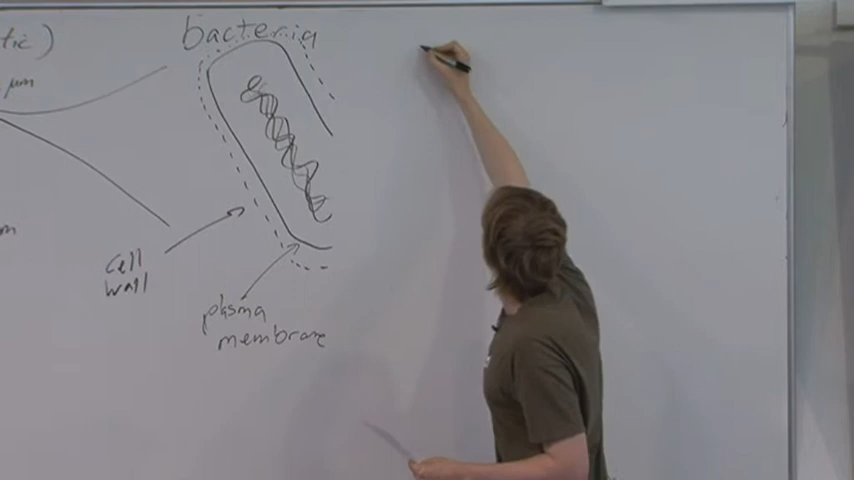 bacteria
tic)
µm
m
cell
wall
plasma
membrane